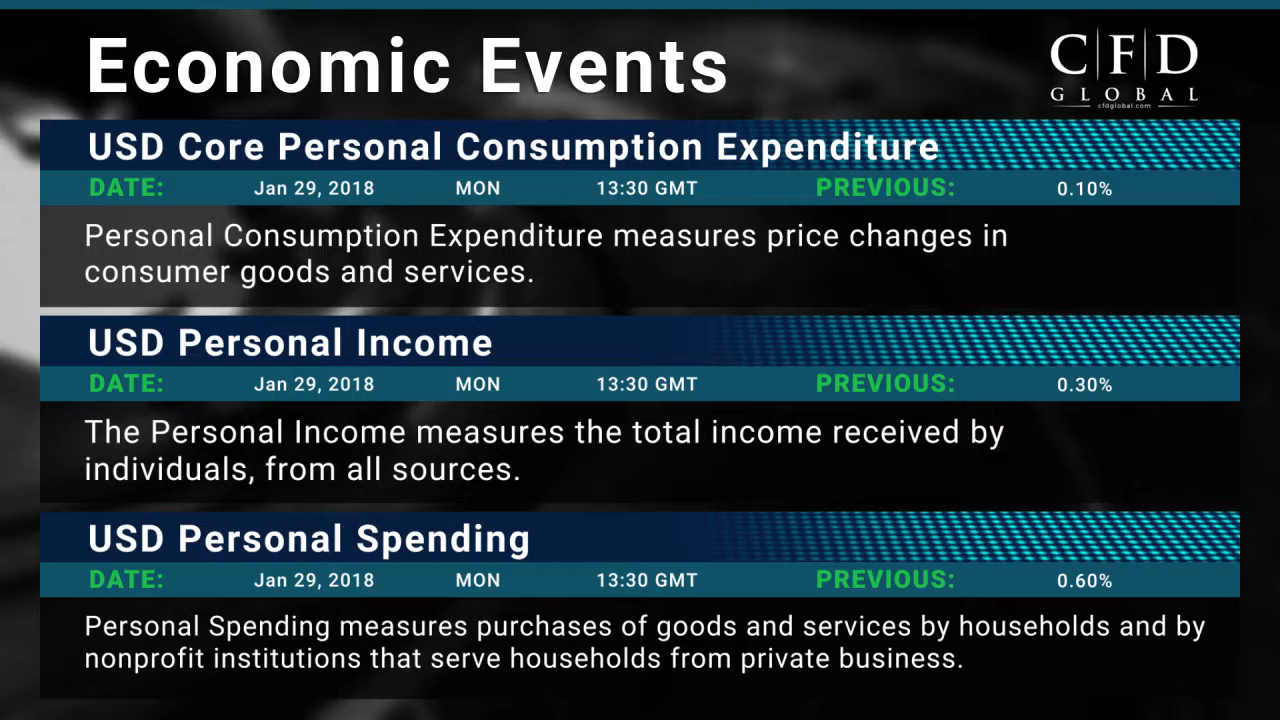 Economic Events
C|F|D
GLOBAL
cfdglobal.com
USD Core Personal Consumption Expenditure
DATE: Jan 29, 2018 MON 13:30 GMT PREVIOUS: 0.10%
Personal Consumption Expenditure measures price changes in
consumer goods and services.
USD Personal Income
DATE: Jan 29, 2018 MON 13:30 GMT PREVIOUS: 0.30%
The Personal Income measures the total income received by
individuals, from all sources.
USD Personal Spending
DATE: Jan 29, 2018 MON 13:30 GMT PREVIOUS: 0.60%
Personal Spending measures purchases of goods and services by households and by
nonprofit institutions that serve households from private business.